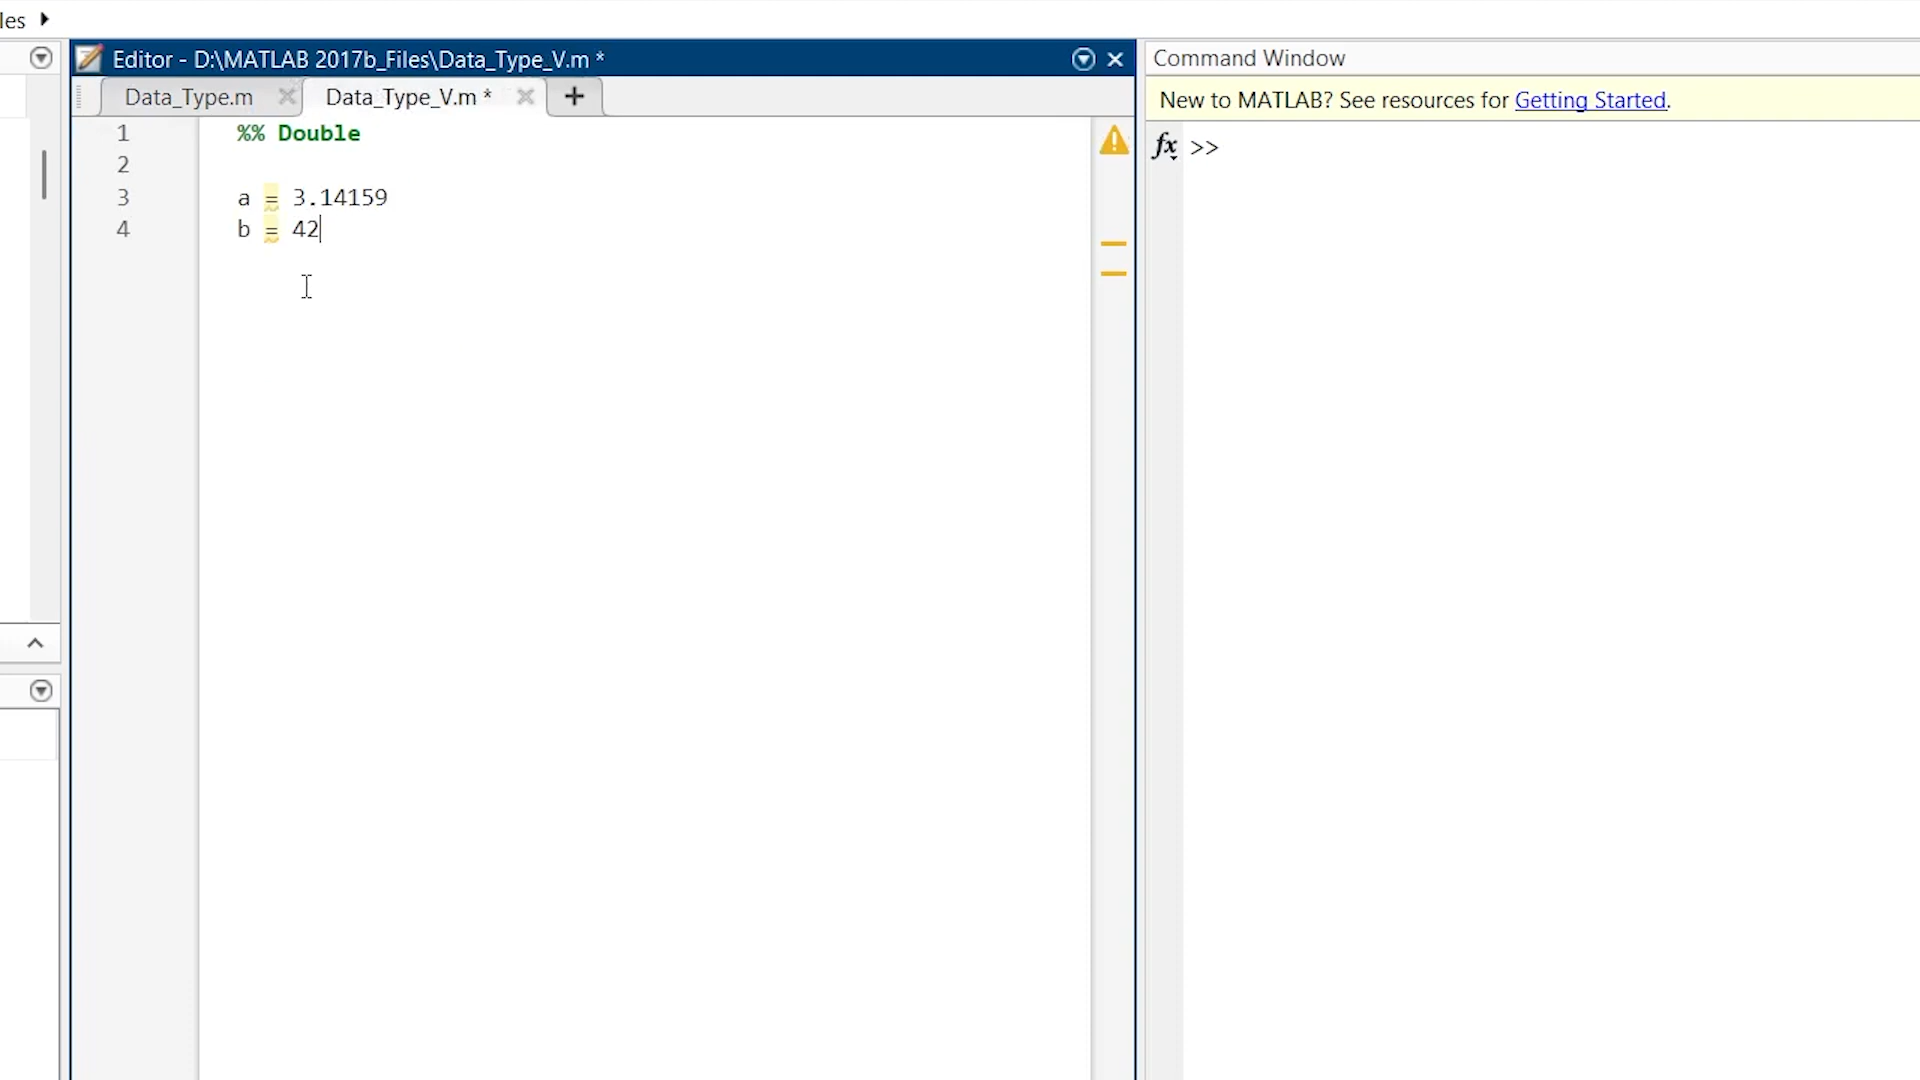 les
Editor - D:\MATLAB 2017b_Files\Data_Type_V.m *
Command Window
Data_Type.m
Data_Type_V.m *
New to MATLAB? See resources for Getting Started.
1 %% Double
2
3 a = 3.14159
4 b = 42
fx >>